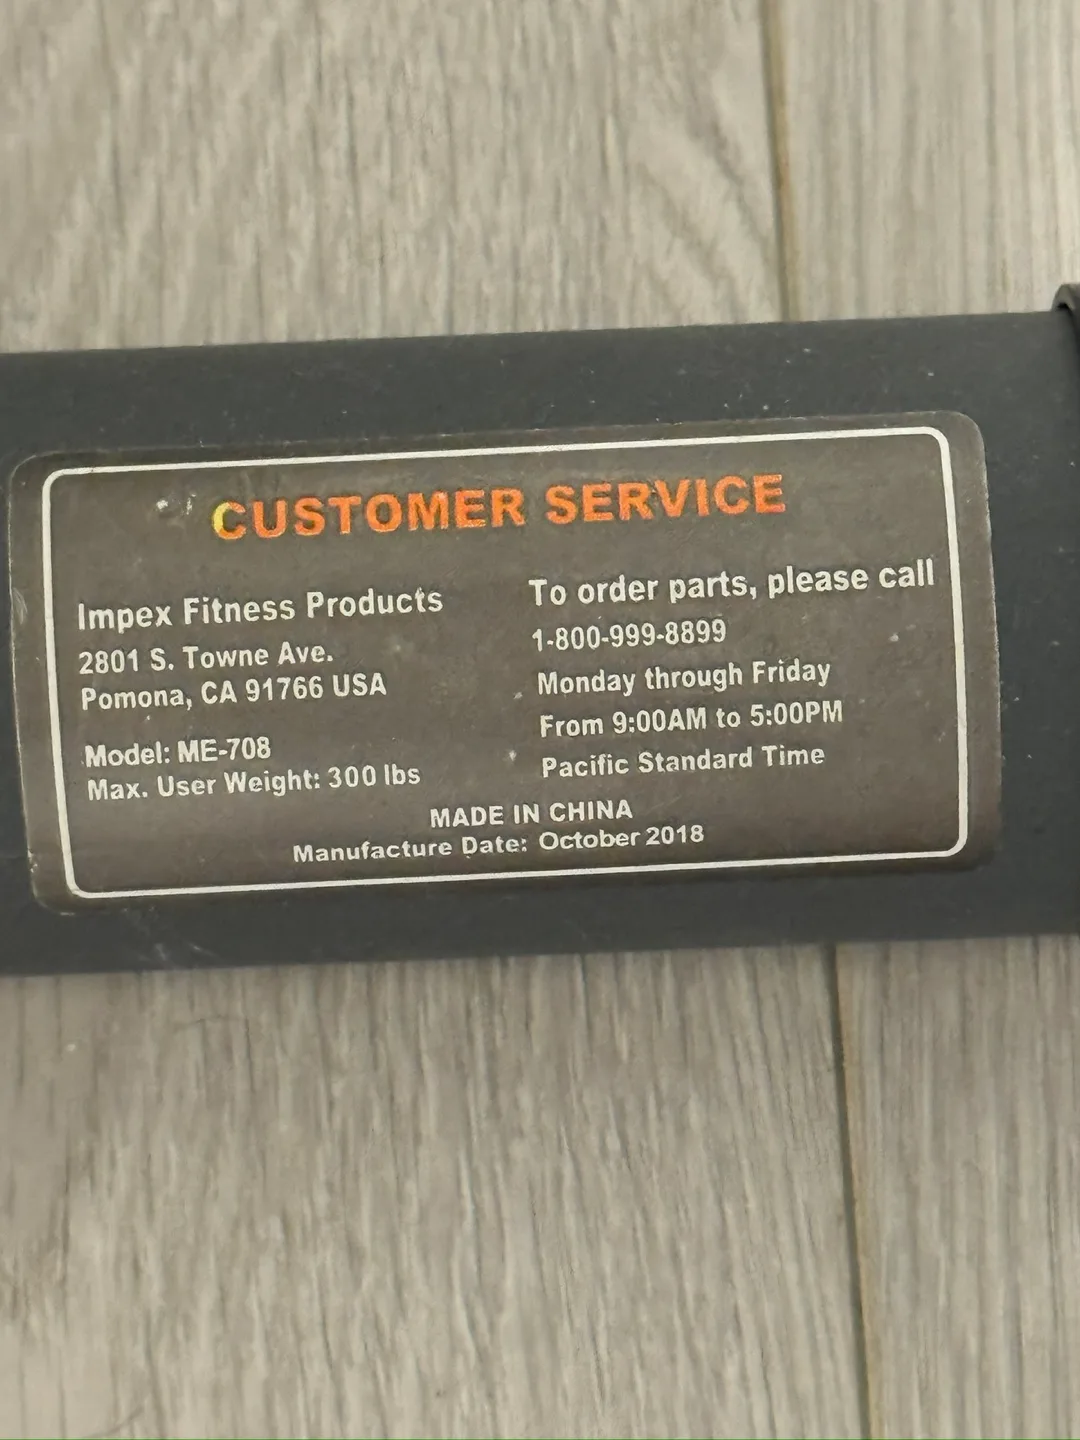 CUSTOMER SERVICE
Impex Fitness Products
2801 S. Towne Ave.
Pomona, CA 91766 USA
Model: ME-708
Max. User Weight: 300 lbs
To order parts, please call
1-800-999-8899
Monday through Friday
From 9:00AM to 5:00PM
Pacific Standard Time
MADE IN CHINA
Manufacture Date: October 2018